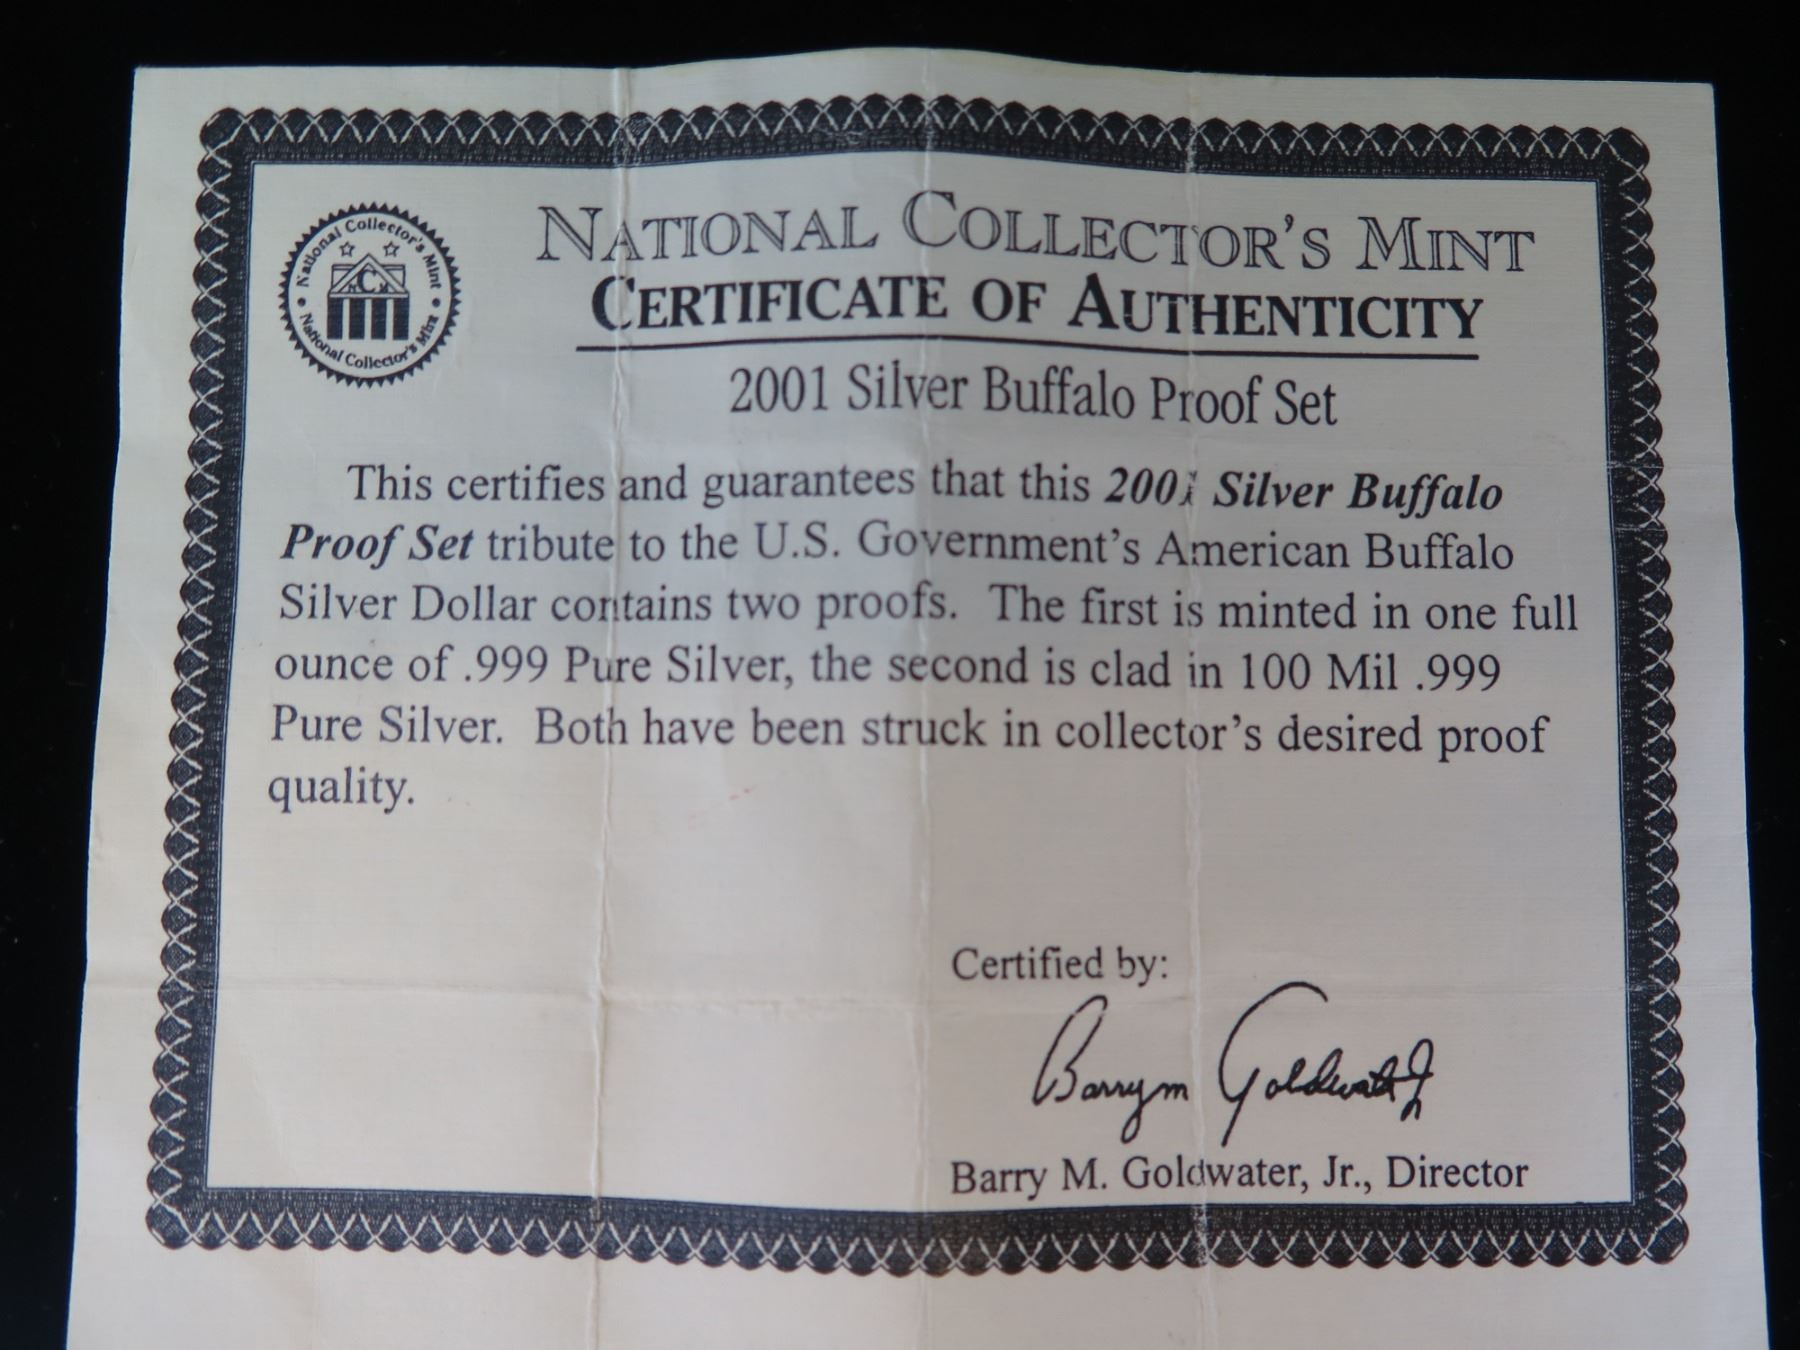 National Collector's Mint
NCM
National Collector's Mint
NATIONAL COLLECTOR'S MINT
CERTIFICATE OF AUTHENTICITY
2001 Silver Buffalo Proof Set
This certifies and guarantees that this 2001 Silver Buffalo
Proof Set tribute to the U.S. Government's American Buffalo
Silver Dollar contains two proofs. The first is minted in one full
ounce of .999 Pure Silver, the second is clad in 100 Mil .999
Pure Silver. Both have been struck in collector's desired proof
quality.
Certified by:
Barry M Goldwater Jr
Barry M. Goldwater, Jr., Director